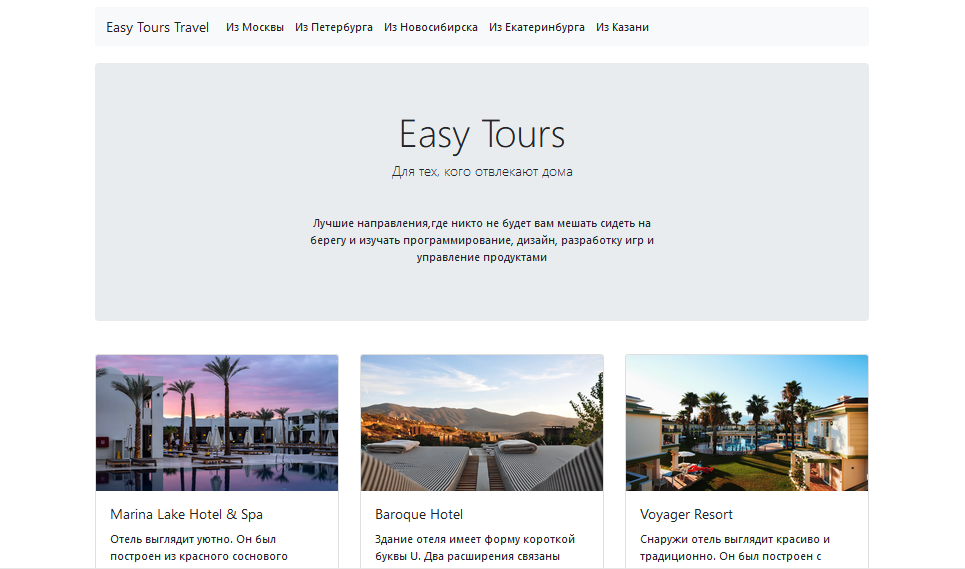 Easy Tours Travel Из Москвы Из Петербурга Из Новосибирска Из Екатеринбурга Из Казани
Easy Tours
Для тех, кого отвлекают дома
Лучшие направления,где никто не будет вам мешать сидеть на
берегу и изучать программирование, дизайн, разработку игр и
управление продуктами
Marina Lake Hotel & Spa
Отель выглядит уютно. Он был
построен из красного соснового
Baroque Hotel
Здание отеля имеет форму короткой
буквы U. Два расширения связаны
Voyager Resort
Снаружи отель выглядит красиво и
традиционно. Он был построен с